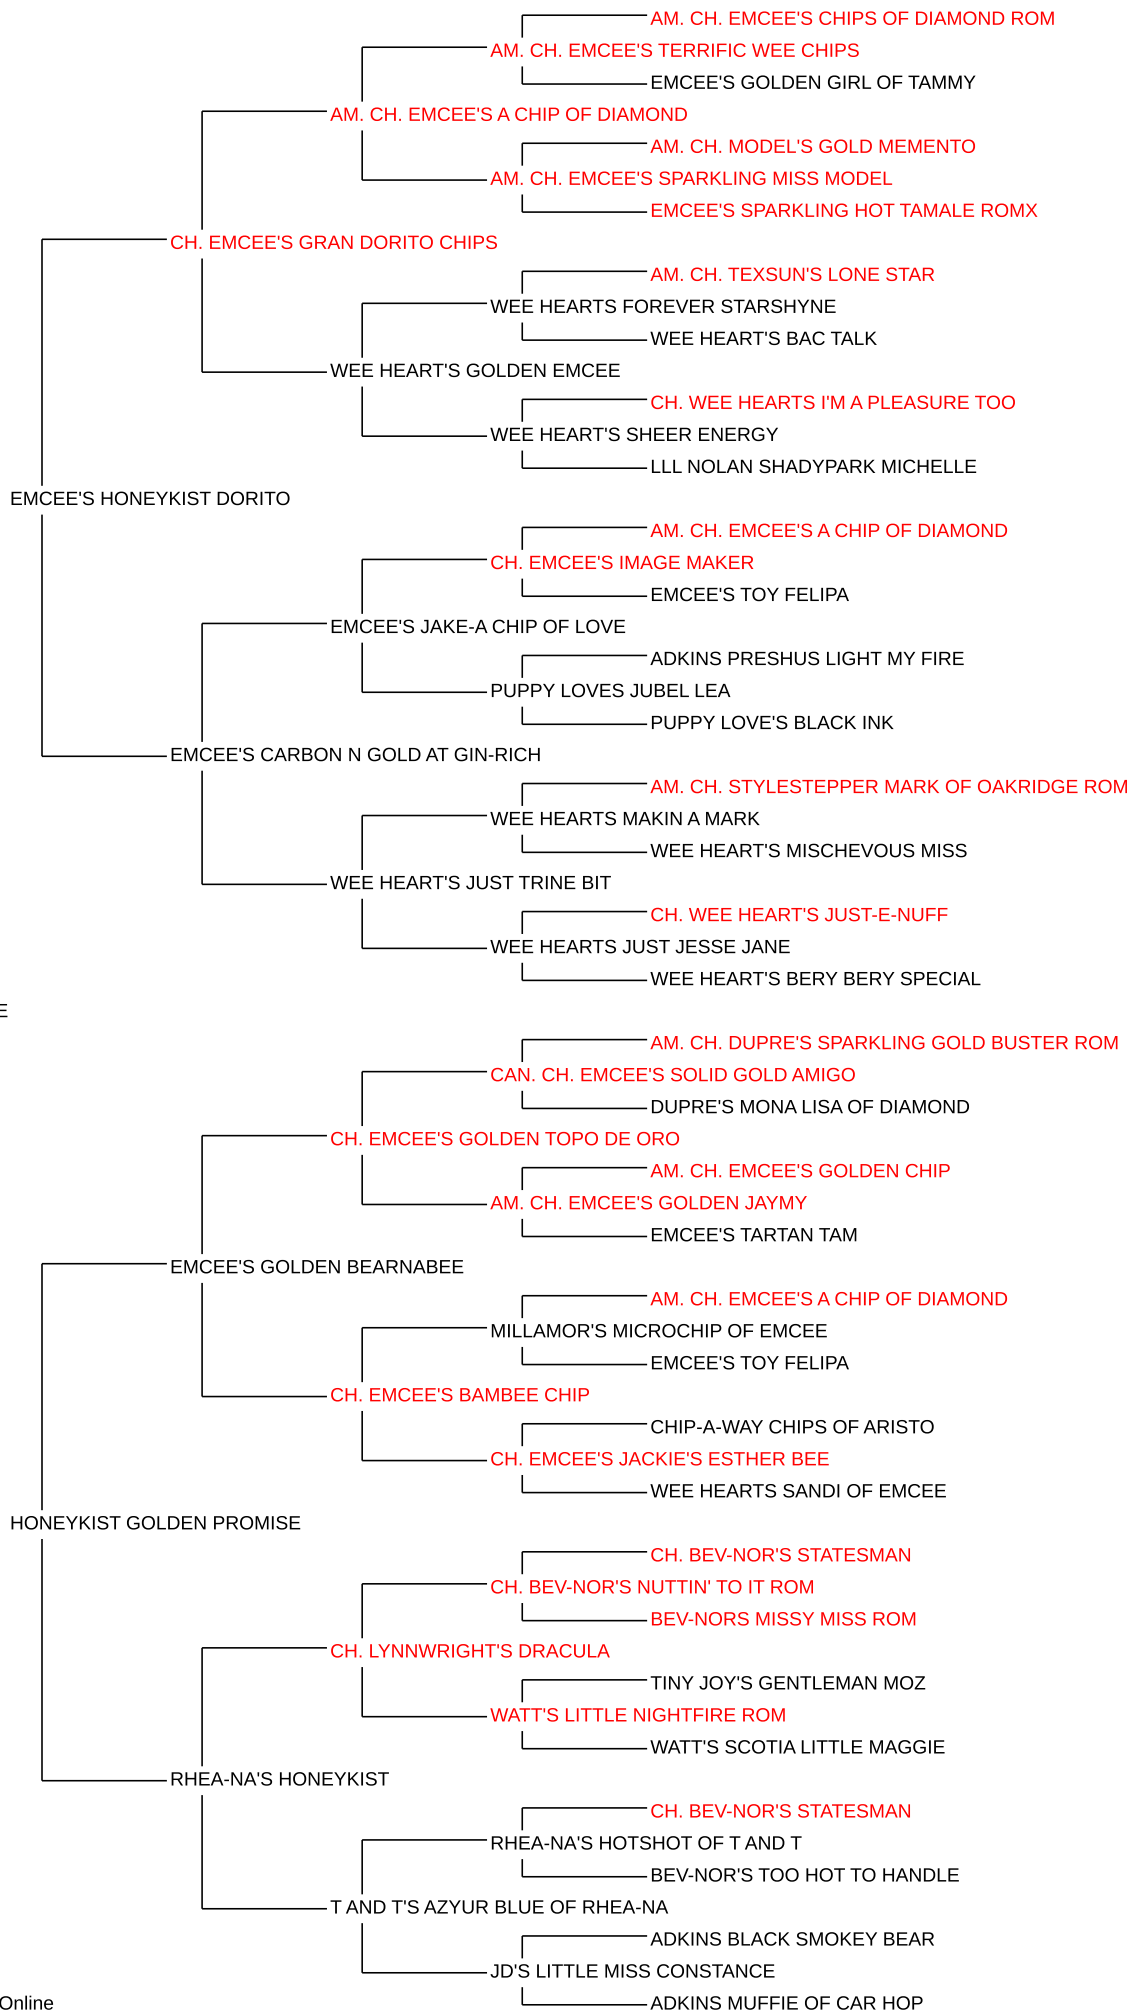 AM. CH. EMCEE'S CHIPS OF DIAMOND ROM
AM. CH. EMCEE'S TERRIFIC WEE CHIPS
EMCEE'S GOLDEN GIRL OF TAMMY
AM. CH. EMCEE'S A CHIP OF DIAMOND
AM. CH. MODEL'S GOLD MEMENTO
AM. CH. EMCEE'S SPARKLING MISS MODEL
EMCEE'S SPARKLING HOT TAMALE ROMX
CH. EMCEE'S GRAN DORITO CHIPS
AM. CH. TEXSUN'S LONE STAR
WEE HEARTS FOREVER STARSHYNE
WEE HEART'S BAC TALK
WEE HEART'S GOLDEN EMCEE
CH. WEE HEARTS I'M A PLEASURE TOO
WEE HEART'S SHEER ENERGY
LLL NOLAN SHADYPARK MICHELLE
EMCEE'S HONEYKIST DORITO
AM. CH. EMCEE'S A CHIP OF DIAMOND
CH. EMCEE'S IMAGE MAKER
EMCEE'S TOY FELIPA
EMCEE'S JAKE-A CHIP OF LOVE
ADKINS PRESHUS LIGHT MY FIRE
PUPPY LOVES JUBEL LEA
PUPPY LOVE'S BLACK INK
EMCEE'S CARBON N GOLD AT GIN-RICH
AM. CH. STYLESTEPPER MARK OF OAKRIDGE ROM
WEE HEARTS MAKIN A MARK
WEE HEART'S MISCHEVOUS MISS
WEE HEART'S JUST TRINE BIT
CH. WEE HEART'S JUST-E-NUFF
WEE HEARTS JUST JESSE JANE
WEE HEART'S BERY BERY SPECIAL
E
AM. CH. DUPRE'S SPARKLING GOLD BUSTER ROM
CAN. CH. EMCEE'S SOLID GOLD AMIGO
DUPRE'S MONA LISA OF DIAMOND
CH. EMCEE'S GOLDEN TOPO DE ORO
AM. CH. EMCEE'S GOLDEN CHIP
AM. CH. EMCEE'S GOLDEN JAYMY
EMCEE'S TARTAN TAM
EMCEE'S GOLDEN BEARNABEE
AM. CH. EMCEE'S A CHIP OF DIAMOND
MILLAMOR'S MICROCHIP OF EMCEE
EMCEE'S TOY FELIPA
CH. EMCEE'S BAMBEE CHIP
CHIP-A-WAY CHIPS OF ARISTO
CH. EMCEE'S JACKIE'S ESTHER BEE
WEE HEARTS SANDI OF EMCEE
HONEYKIST GOLDEN PROMISE
CH. BEV-NOR'S STATESMAN
CH. BEV-NOR'S NUTTIN' TO IT ROM
BEV-NORS MISSY MISS ROM
CH. LYNNWRIGHT'S DRACULA
TINY JOY'S GENTLEMAN MOZ
WATT'S LITTLE NIGHTFIRE ROM
WATT'S SCOTIA LITTLE MAGGIE
RHEA-NA'S HONEYKIST
CH. BEV-NOR'S STATESMAN
RHEA-NA'S HOTSHOT OF T AND T
BEV-NOR'S TOO HOT TO HANDLE
T AND T'S AZYUR BLUE OF RHEA-NA
ADKINS BLACK SMOKEY BEAR
JD'S LITTLE MISS CONSTANCE
ADKINS MUFFIE OF CAR HOP
Online